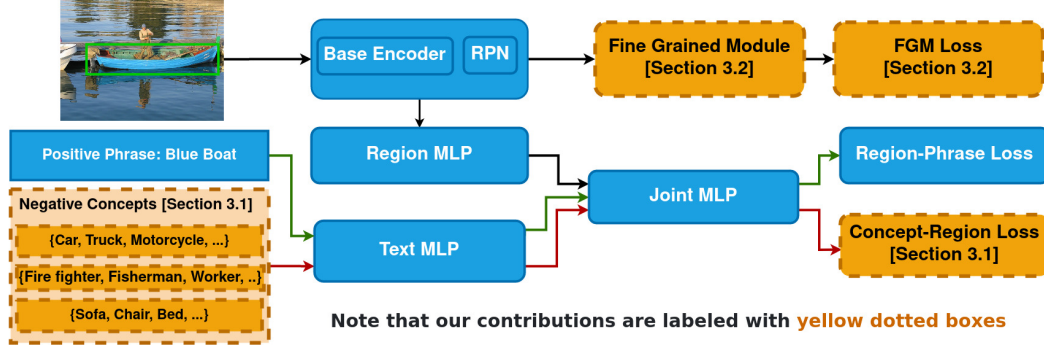 Base Encoder
RPN
Fine Grained Module
[Section 3.2]
FGM Loss
[Section 3.2]
Positive Phrase: Blue Boat
Region MLP
Region-Phrase Loss
Joint MLP
Negative Concepts [Section 3.1]
{Car, Truck, Motorcycle, ...}
{Fire fighter, Fisherman, Worker, ..}
{Sofa, Chair, Bed, ...}
Text MLP
Concept-Region Loss
[Section 3.1]
Note that our contributions are labeled with yellow dotted boxes